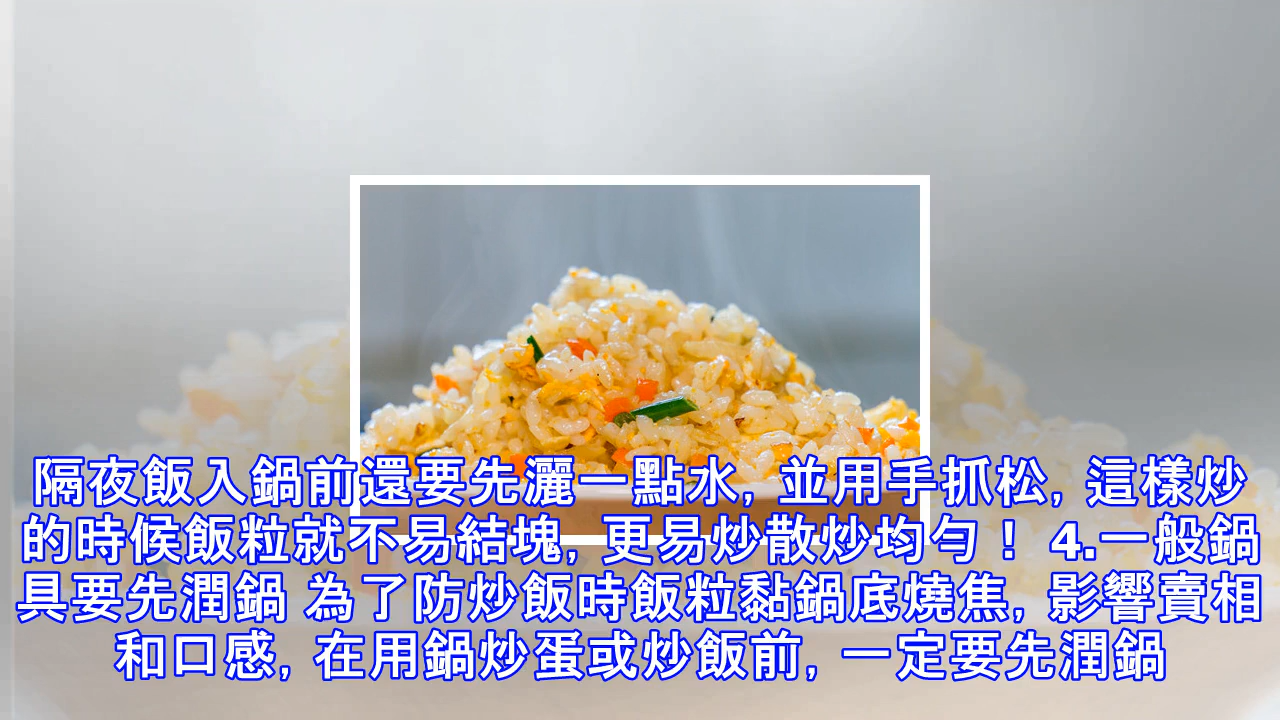 隔夜飯入鍋前還要先灑一點水, 並用手抓松, 這樣炒
的時候飯粒就不易結塊, 更易炒散炒均勻！ 4.一般鍋
具要先潤鍋 為了防炒飯時飯粒黏鍋底燒焦, 影響賣相
和口感, 在用鍋炒蛋或炒飯前, 一定要先潤鍋